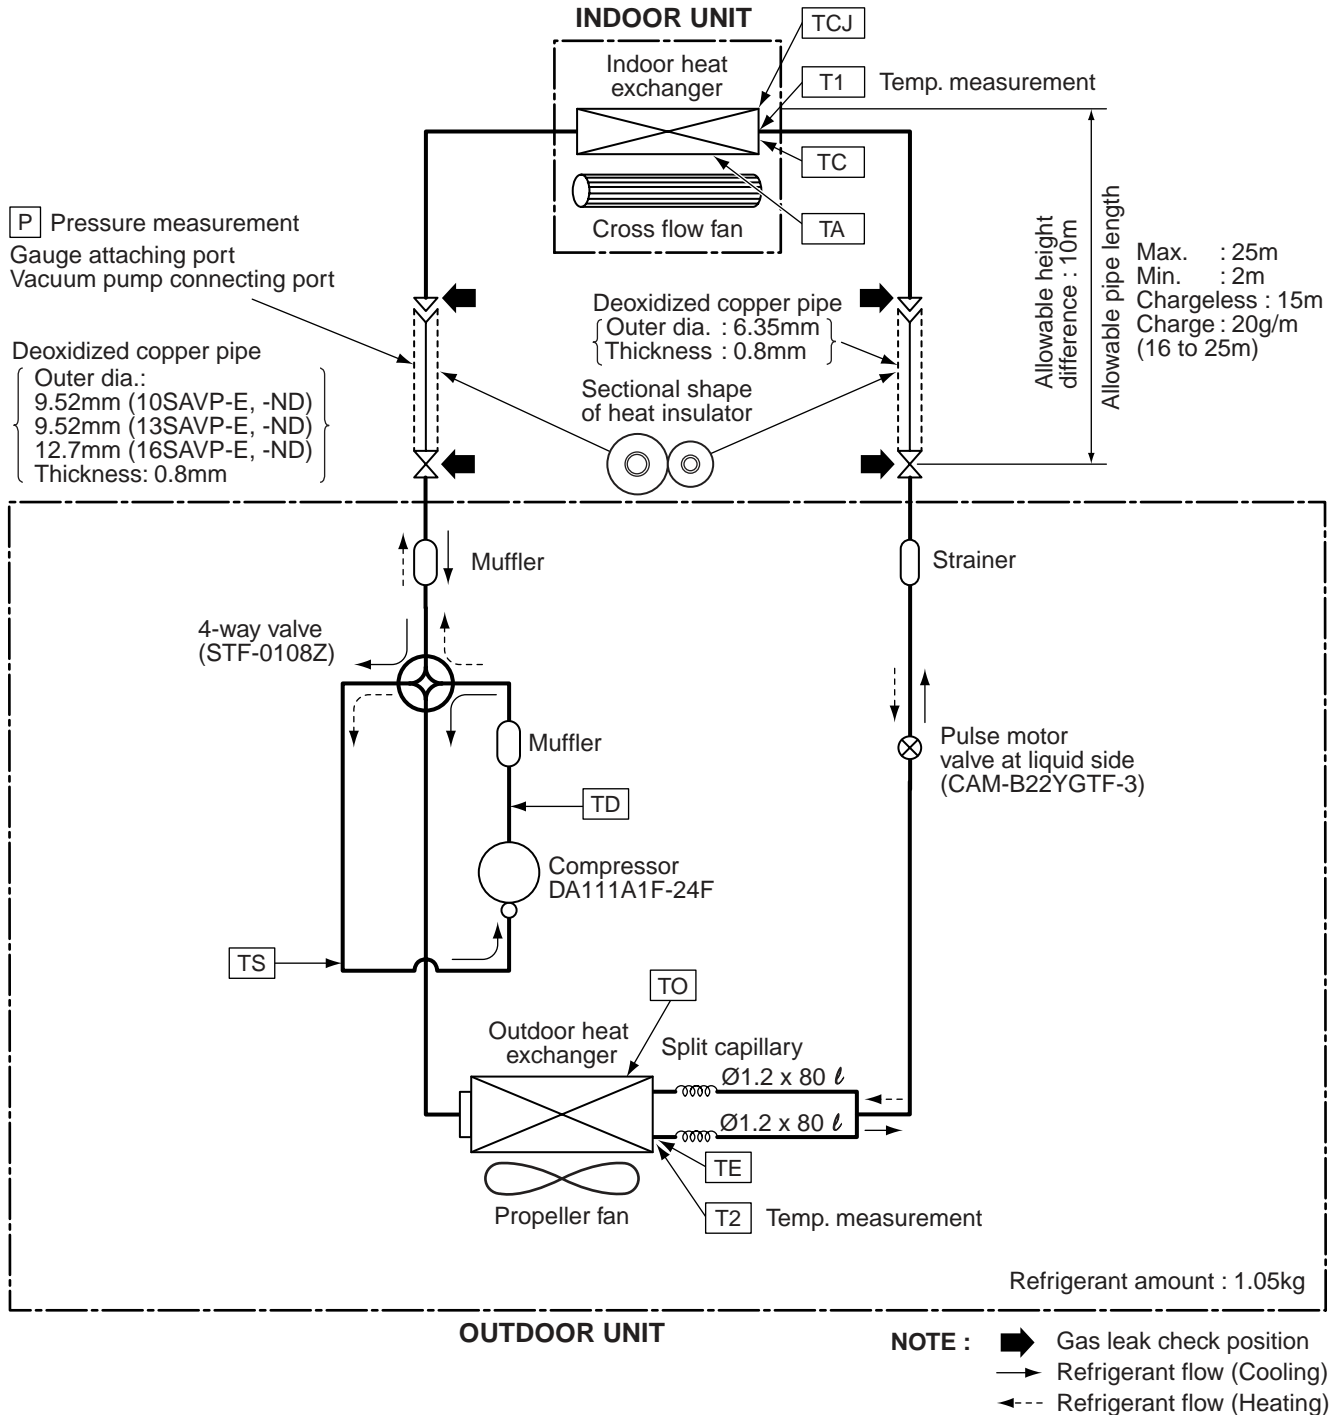 INDOOR UNIT
TCJ
Indoor heat
exchanger
T1 Temp. measurement
TC
TA
Cross flow fan
P Pressure measurement
Gauge attaching port
Vacuum pump connecting port
Deoxidized copper pipe
Outer dia.:
9.52mm (10SAVP-E, -ND)
9.52mm (13SAVP-E, -ND)
12.7mm (16SAVP-E, -ND)
Thickness: 0.8mm
Deoxidized copper pipe
Outer dia. : 6.35mm
Thickness : 0.8mm
Sectional shape
of heat insulator
Allowable height
difference : 10m
Allowable pipe length
Max. : 25m
Min. : 2m
Chargeless : 15m
Charge : 20g/m
(16 to 25m)
Muffler
Strainer
4-way valve
(STF-0108Z)
Muffler
Pulse motor
valve at liquid side
(CAM-B22YGTF-3)
TD
Compressor
DA111A1F-24F
TS
TO
Outdoor heat
exchanger
Split capillary
Ø1.2 x 80 ℓ
Ø1.2 x 80 ℓ
TE
T2 Temp. measurement
Propeller fan
Refrigerant amount : 1.05kg
OUTDOOR UNIT
NOTE : Gas leak check position
Refrigerant flow (Cooling)
Refrigerant flow (Heating)